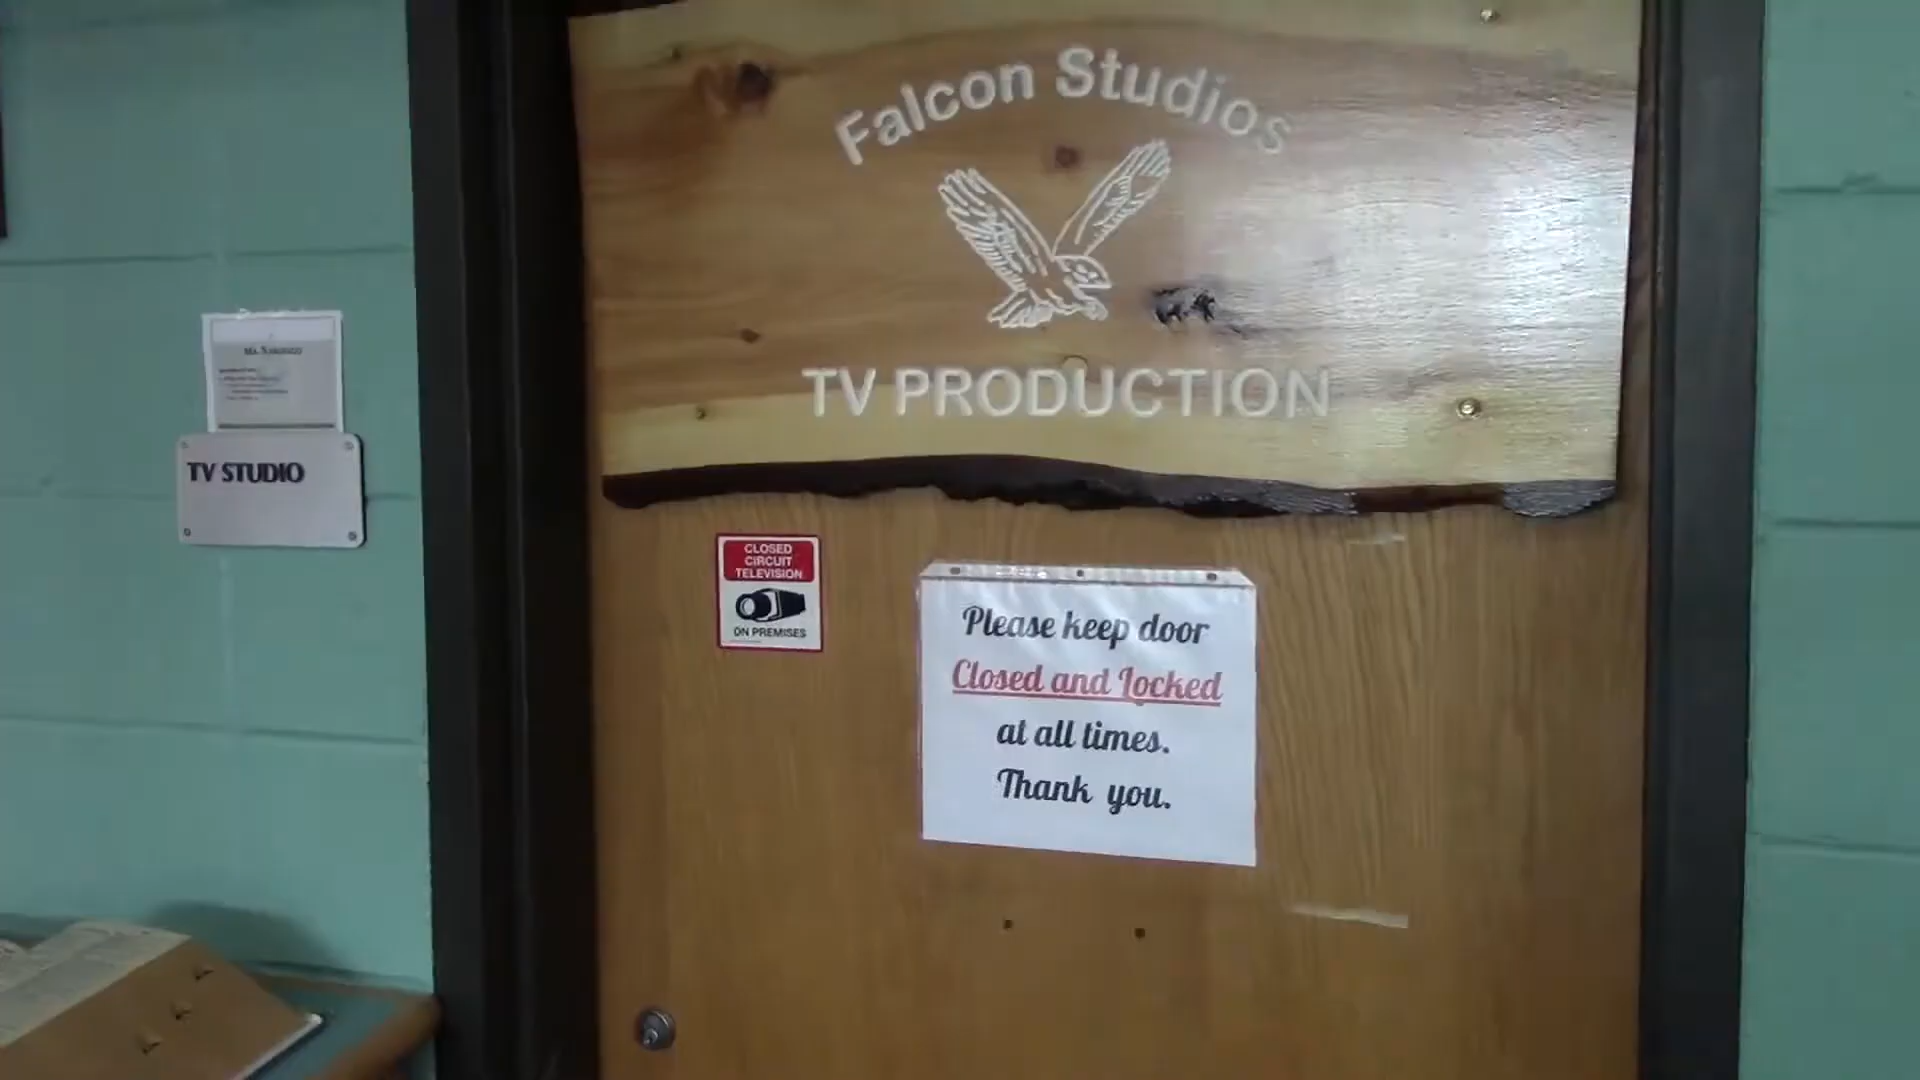 Falcon Studios
TV PRODUCTION
TV STUDIO
CLOSED
CIRCUIT
TELEVISION
ON PREMISES
Please keep door
Closed and Locked
at all times.
Thank you.